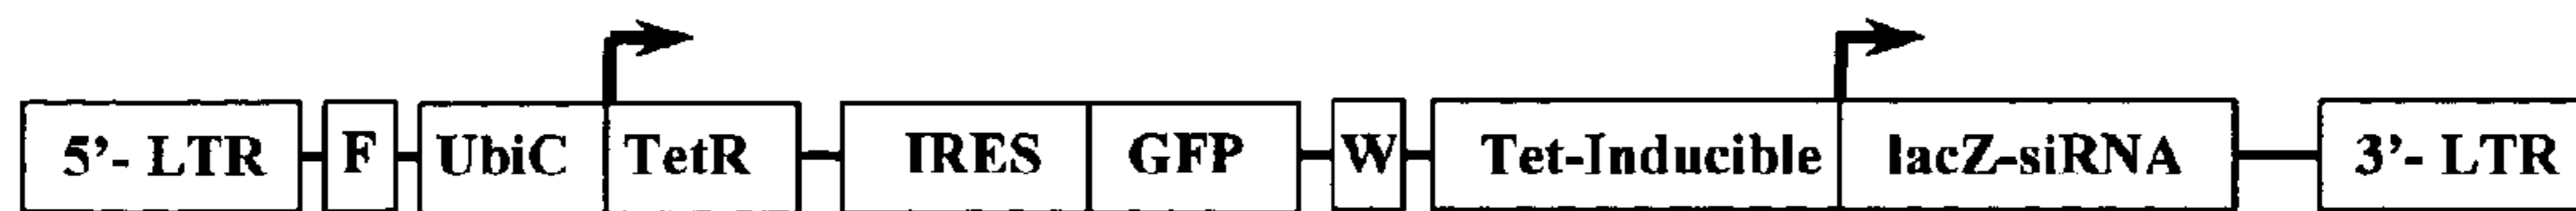 5’- LTR F UbiC TetR IRES GFP W Tet-Inducible lacZ-siRNA 3’- LTR